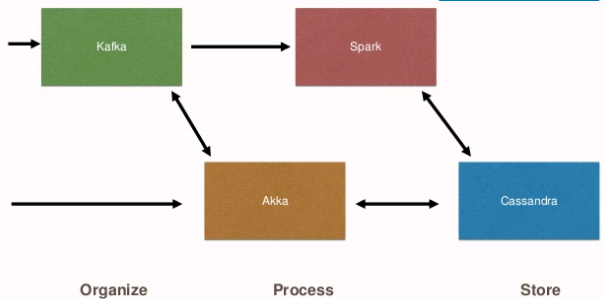 Kafka
Spark
Akka
Cassandra
Organize
Process
Store